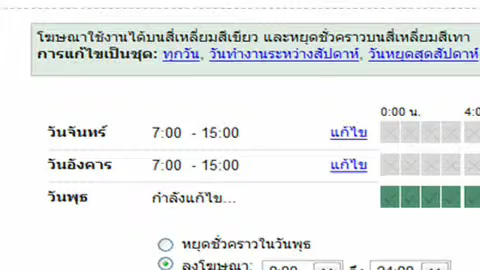 โฆษณาใช้งานได้บนสี่เหลี่ยมสีเขียว และหยุดชั่วคราวบนสี่เหลี่ยมสีเทา
การแก้ไขเป็นชุด: ทุกวัน, วันทำงานระหว่างสัปดาห์, วันหยุดสุดสัปดาห์
0:00 น.
วันจันทร์ 7:00 - 15:00 แก้ไข
วันอังคาร 7:00 - 15:00 แก้ไข
วันพุธ กำลังแก้ไข...
หยุดชั่วคราวในวันพุธ
ลงโฆษณา: ถึง